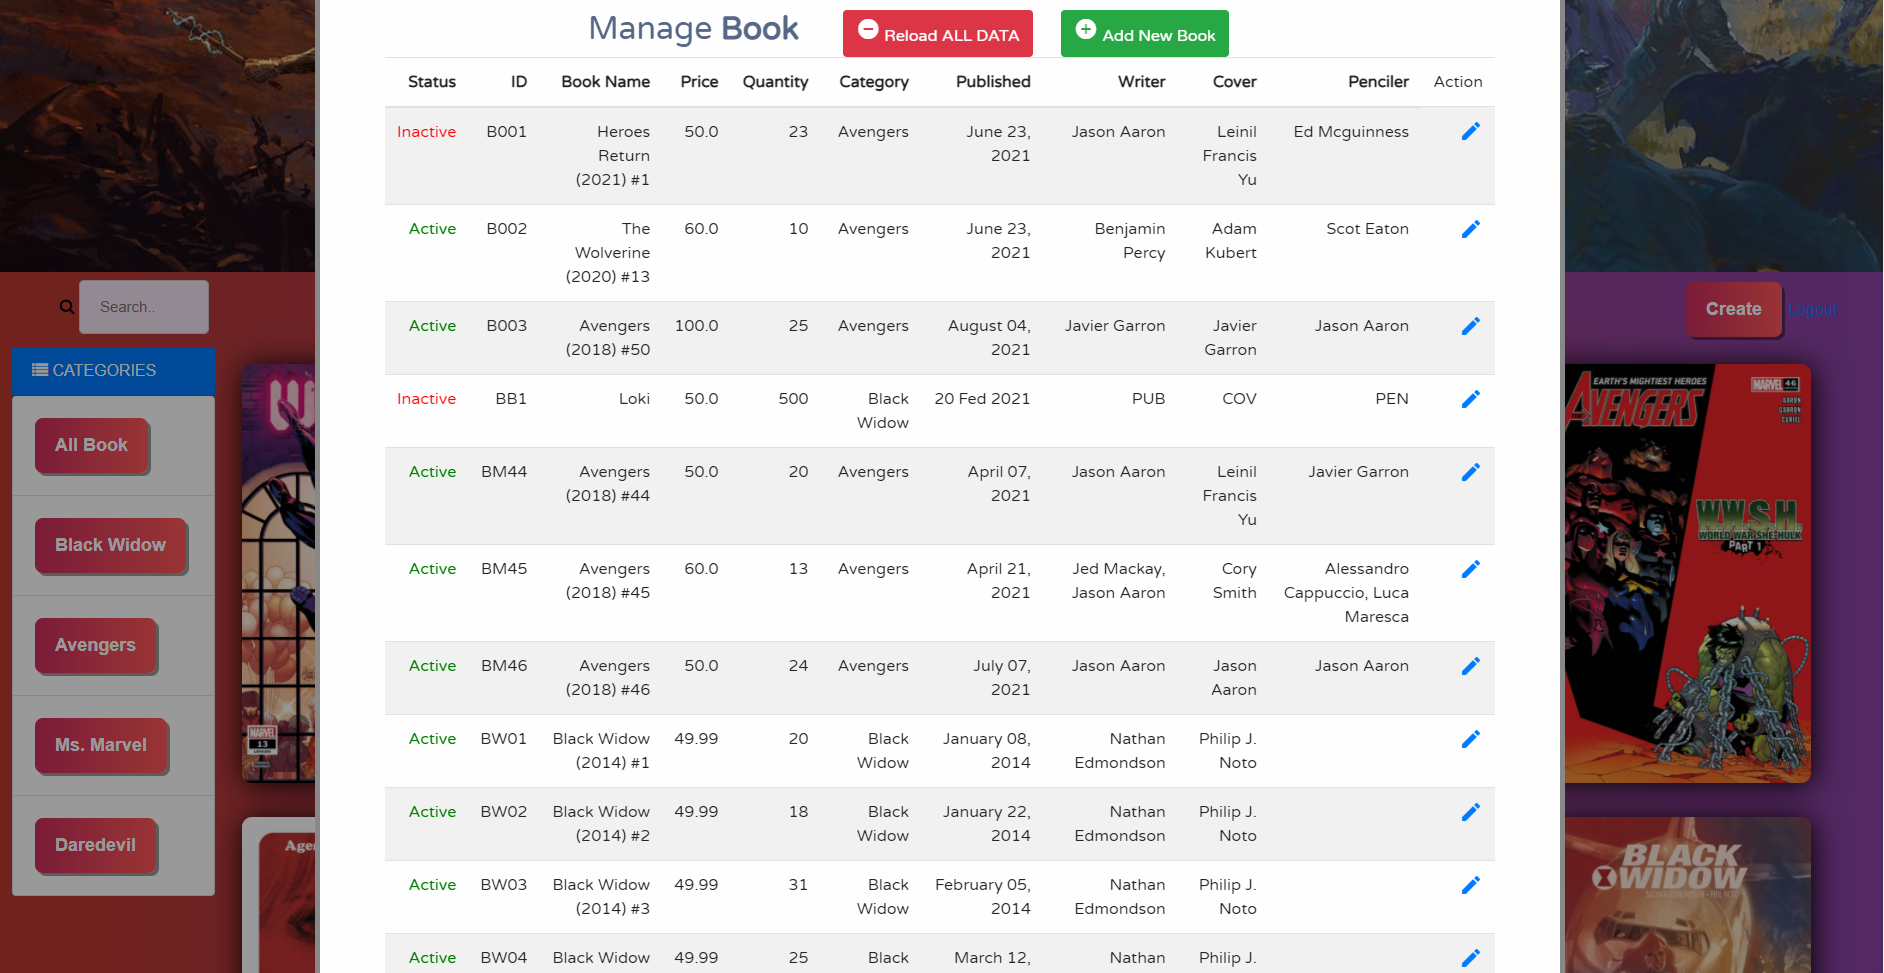 Manage Book
Reload ALL DATA
Add New Book
Status ID Book Name Price Quantity Category Published Writer Cover Penciler Action
Inactive B001 Heroes 50.0 23 Avengers June 23, Jason Aaron Leinil Ed Mcguinness
Return 2021 Francis
(2021) #1 Yu
Active B002 The 60.0 10 Avengers June 23, Benjamin Adam Scot Eaton
Wolverine 2021 Percy Kubert
(2020) #13
Active B003 Avengers 100.0 25 Avengers August 04, Javier Garron Javier Jason Aaron
(2018) #50 2021 Garron
Inactive BB1 Loki 50.0 500 Black 20 Fed 2021 PUB COV PEN
Widow
Active BM44 Avengers 50.0 20 Avengers April 07, Jason Aaron Leinil Javier Garron
(2018) #44 2021 Francis
Yu
Active BM45 Avengers 60.0 13 Avengers April 21, Jed Mackay, Cory Alessandro
(2018) #45 2021 Jason Aaron Smith Cappuccio, Luca
Maresca
Active BM46 Avengers 50.0 24 Avengers July 07, Jason Aaron Jason Jason Aaron
(2018) #46 2021 Aaron
Active BW01 Black Widow 49.99 20 Black January 08, Nathan Philip J.
(2014) #1 Widow 2014 Edmondson Noto
Active BW02 Black Widow 49.99 18 Black January 22, Nathan Philip J.
(2014) #2 Widow 2014 Edmondson Noto
Active BW03 Black Widow 49.99 31 Black February 05, Nathan Philip J.
(2014) #3 Widow 2014 Edmondson Noto
Active BW04 Black Widow 49.99 25 Black March 12, Nathan Philip J.
Search..
CATEGORIES
All Book
Black Widow
Avengers
Ms. Marvel
Daredevil
MARVEL
13
Create
Logout
EARTH'S MIGHTIEST HEROES
AVENGERS
MARVEL 46
AARON
GARRON
CURIEL
W.W.S.H.
WORLD WAR SHE-HULK
PART 1
BLACK
WIDOW
NATHAN EDMONDSON • PHIL NOTO